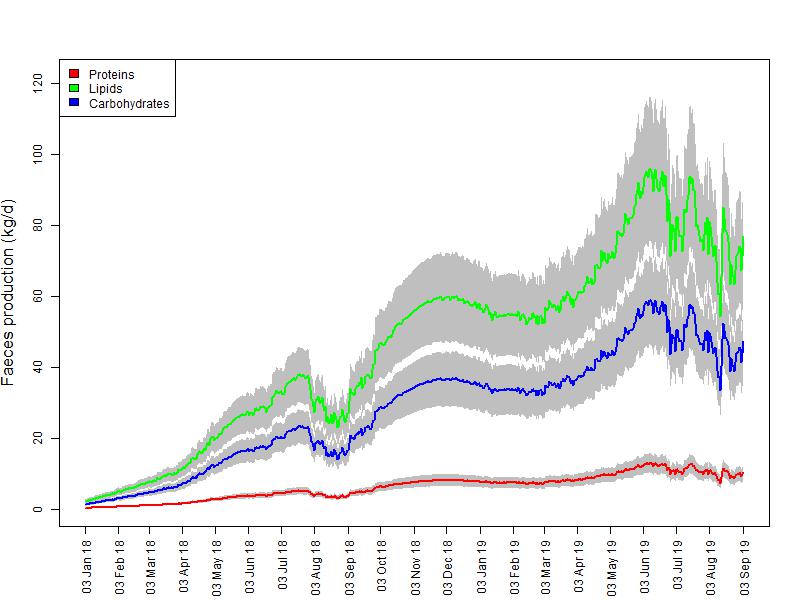 Proteins
Lipids
Carbohydrates
Faeces production (kg/d)
120
100
80
60
40
20
0
03 Jan 18
03 Feb 18
03 Mar 18
03 Apr 18
03 May 18
03 Jun 18
03 Jul 18
03 Aug 18
03 Sep 18
03 Oct 18
03 Nov 18
03 Dec 18
03 Jan 19
03 Feb 19
03 Mar 19
03 Apr 19
03 May 19
03 Jun 19
03 Jul 19
03 Aug 19
03 Sep 19